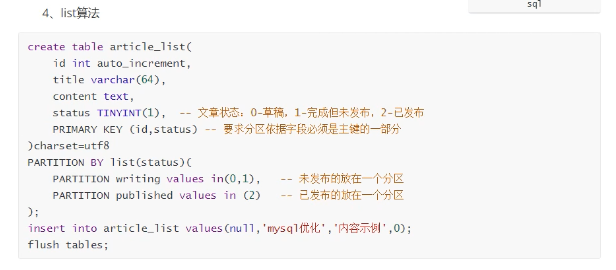 sql
4、list算法
create table article_list(
id int auto_increment,
title varchar(64),
content text,
status TINYINT(1),  -- 文章状态：0-草稿，1-完成但未发布，2-已发布
PRIMARY KEY (id,status) -- 要求分区依据字段必须是主键的一部分
)charset=utf8
PARTITION BY list(status)(
PARTITION writing values in(0,1),  -- 未发布的放在一个分区
PARTITION published values in (2)  -- 已发布的放在一个分区
);
insert into article_list values(null,'mysql优化','内容示例',0);
flush tables;